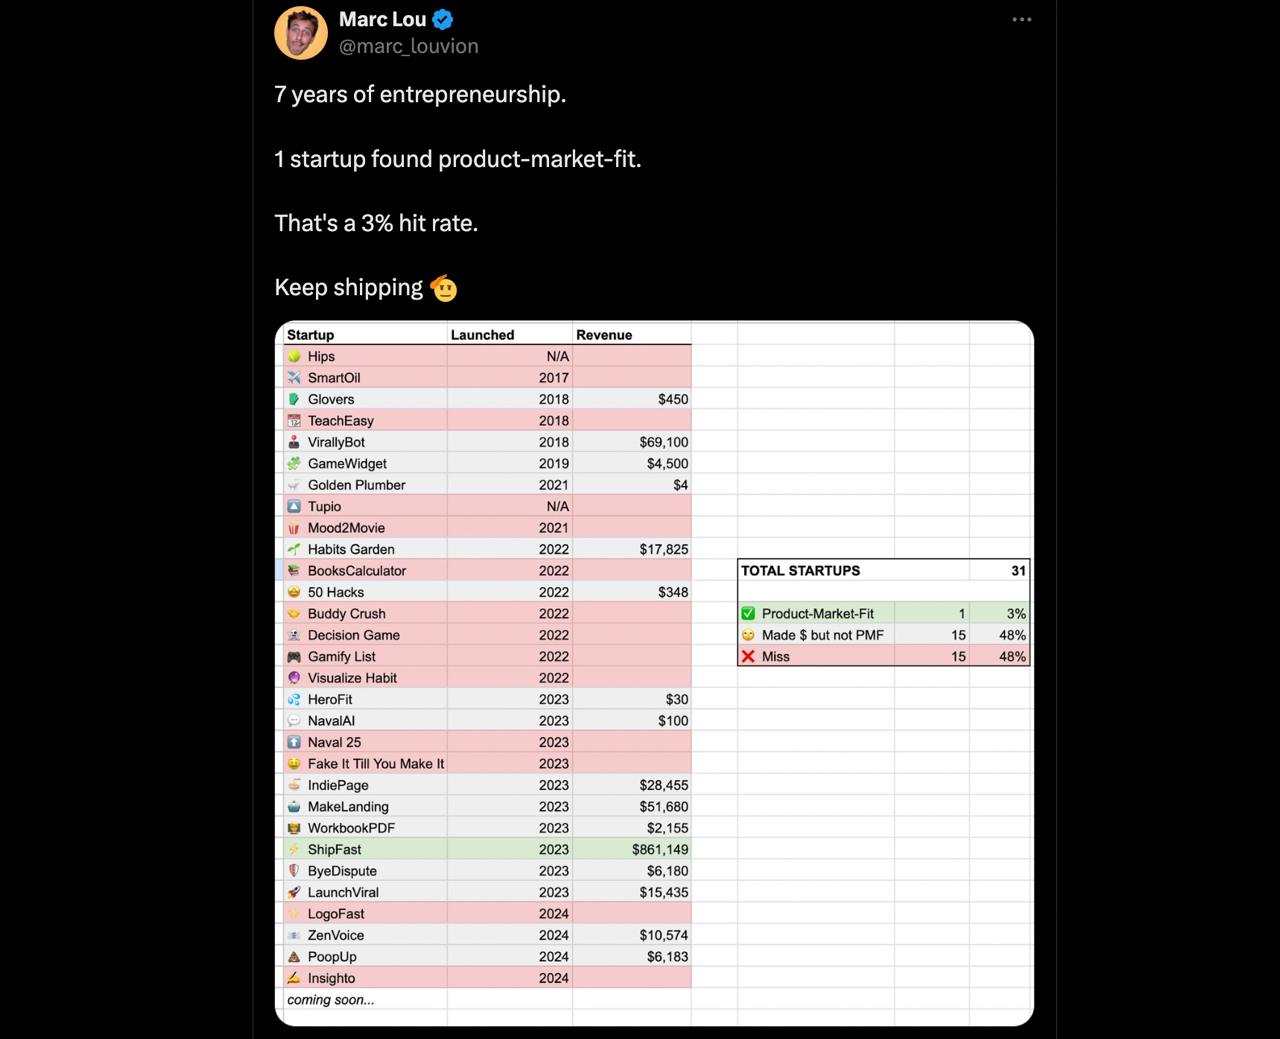 Marc Lou
@marc_louvion
7 years of entrepreneurship.
1 startup found product-market-fit.
That's a 3% hit rate.
Keep shipping 🫡
Startup Launched Revenue
Hips N/A
SmartOil 2017
Glovers 2018 $450
TeachEasy 2018
VirallyBot 2018 $69,100
GameWidget 2019 $4,500
Golden Plumber 2021 $4
Tupio N/A
Mood2Movie 2021
Habits Garden 2022 $17,825
BooksCalculator 2022
50 Hacks 2022 $348
Buddy Crush 2022
Decision Game 2022
Gamify List 2022
Visualize Habit 2022
HeroFit 2023 $30
NavalAI 2023 $100
Naval 25 2023
Fake It Till You Make It 2023
IndiePage 2023 $28,455
MakeLanding 2023 $51,680
WorkbookPDF 2023 $2,155
ShipFast 2023 $861,149
ByeDispute 2023 $6,180
LaunchViral 2023 $15,435
LogoFast 2024
ZenVoice 2024 $10,574
PoopUp 2024 $6,183
Insighto 2024
coming soon...
TOTAL STARTUPS 31
✅ Product-Market-Fit 1 3%
🙄 Made $ but not PMF 15 48%
❌ Miss 15 48%